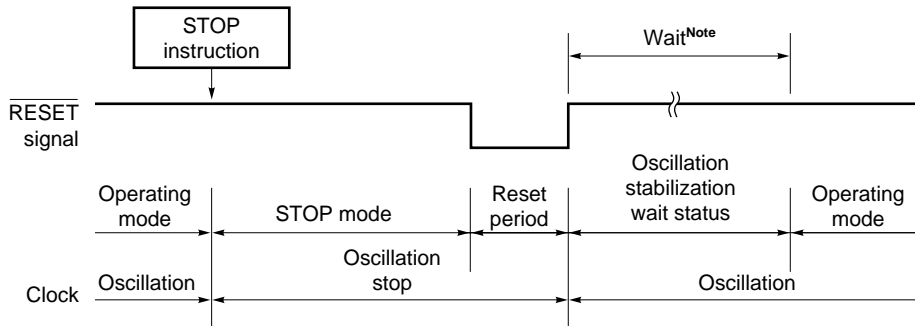 STOP
instruction
Wait Note
RESET
signal
Operating
mode
STOP mode
Reset
period
Oscillation
stabilization
wait status
Operating
mode
Clock
Oscillation
Oscillation
stop
Oscillation